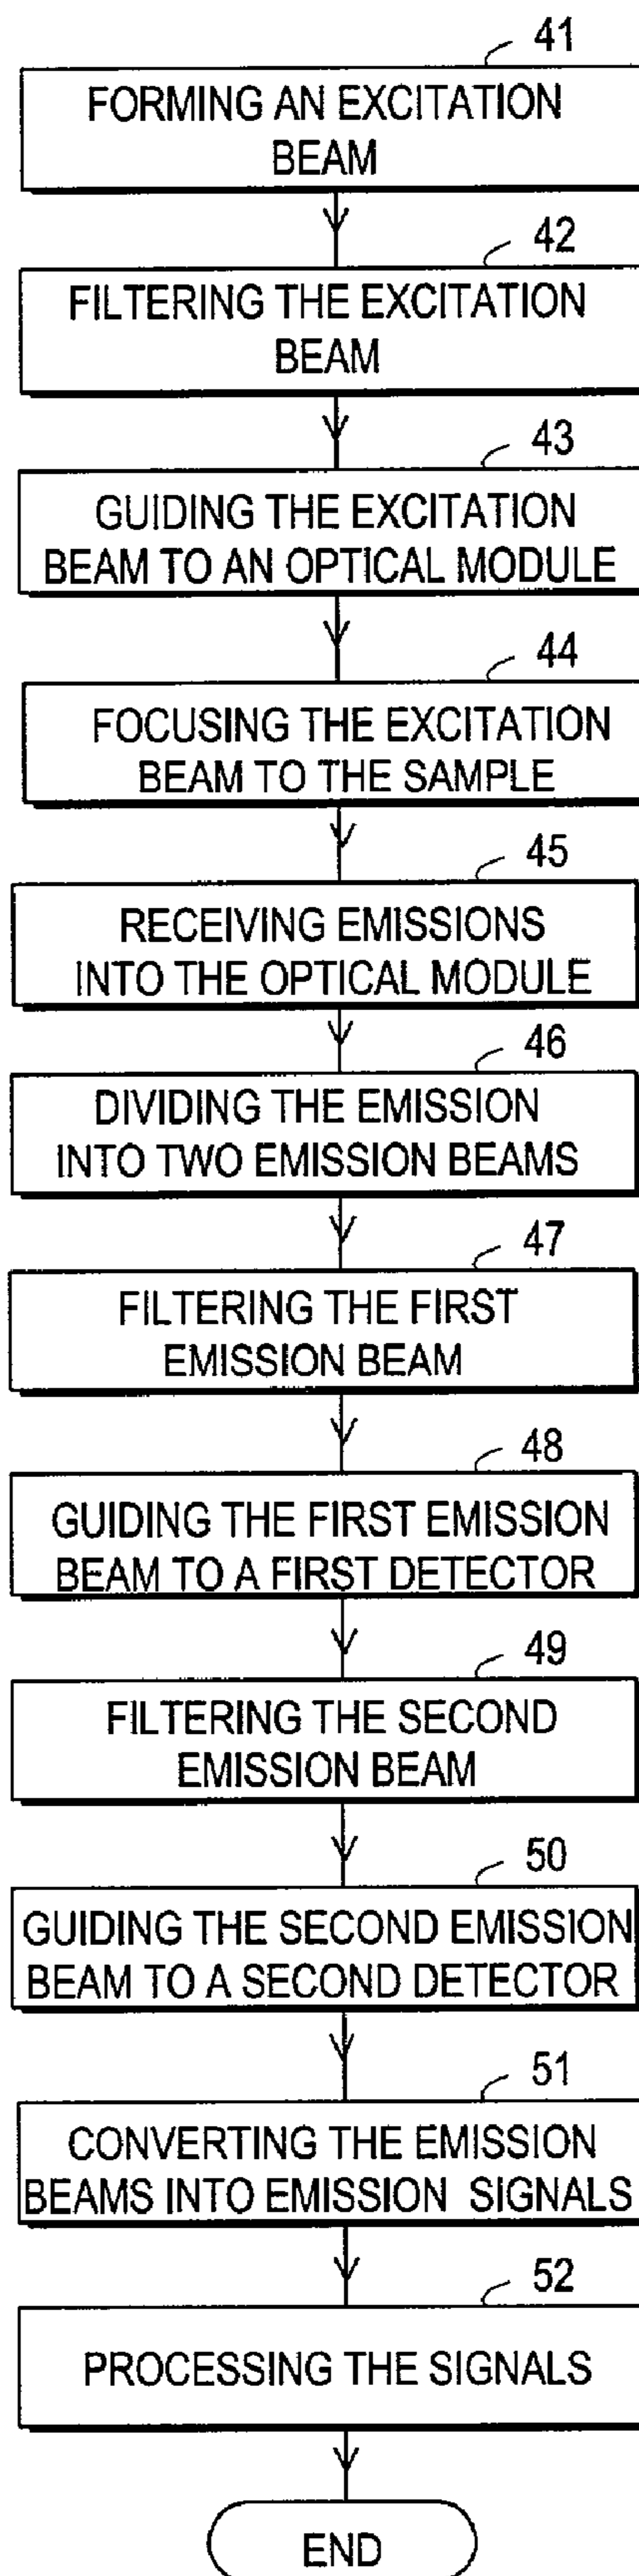 41
FORMING AN EXCITATION
BEAM
42
FILTERING THE EXCITATION
BEAM
43
GUIDING THE EXCITATION
BEAM TO AN OPTICAL MODULE
44
FOCUSING THE EXCITATION
BEAM TO THE SAMPLE
45
RECEIVING EMISSIONS
INTO THE OPTICAL MODULE
46
DIVIDING THE EMISSION
INTO TWO EMISSION BEAMS
47
FILTERING THE FIRST
EMISSION BEAM
48
GUIDING THE FIRST EMISSION
BEAM TO A FIRST DETECTOR
49
FILTERING THE SECOND
EMISSION BEAM
50
GUIDING THE SECOND EMISSION
BEAM TO A SECOND DETECTOR
51
CONVERTING THE EMISSION
BEAMS INTO EMISSION SIGNALS
52
PROCESSING THE SIGNALS
END